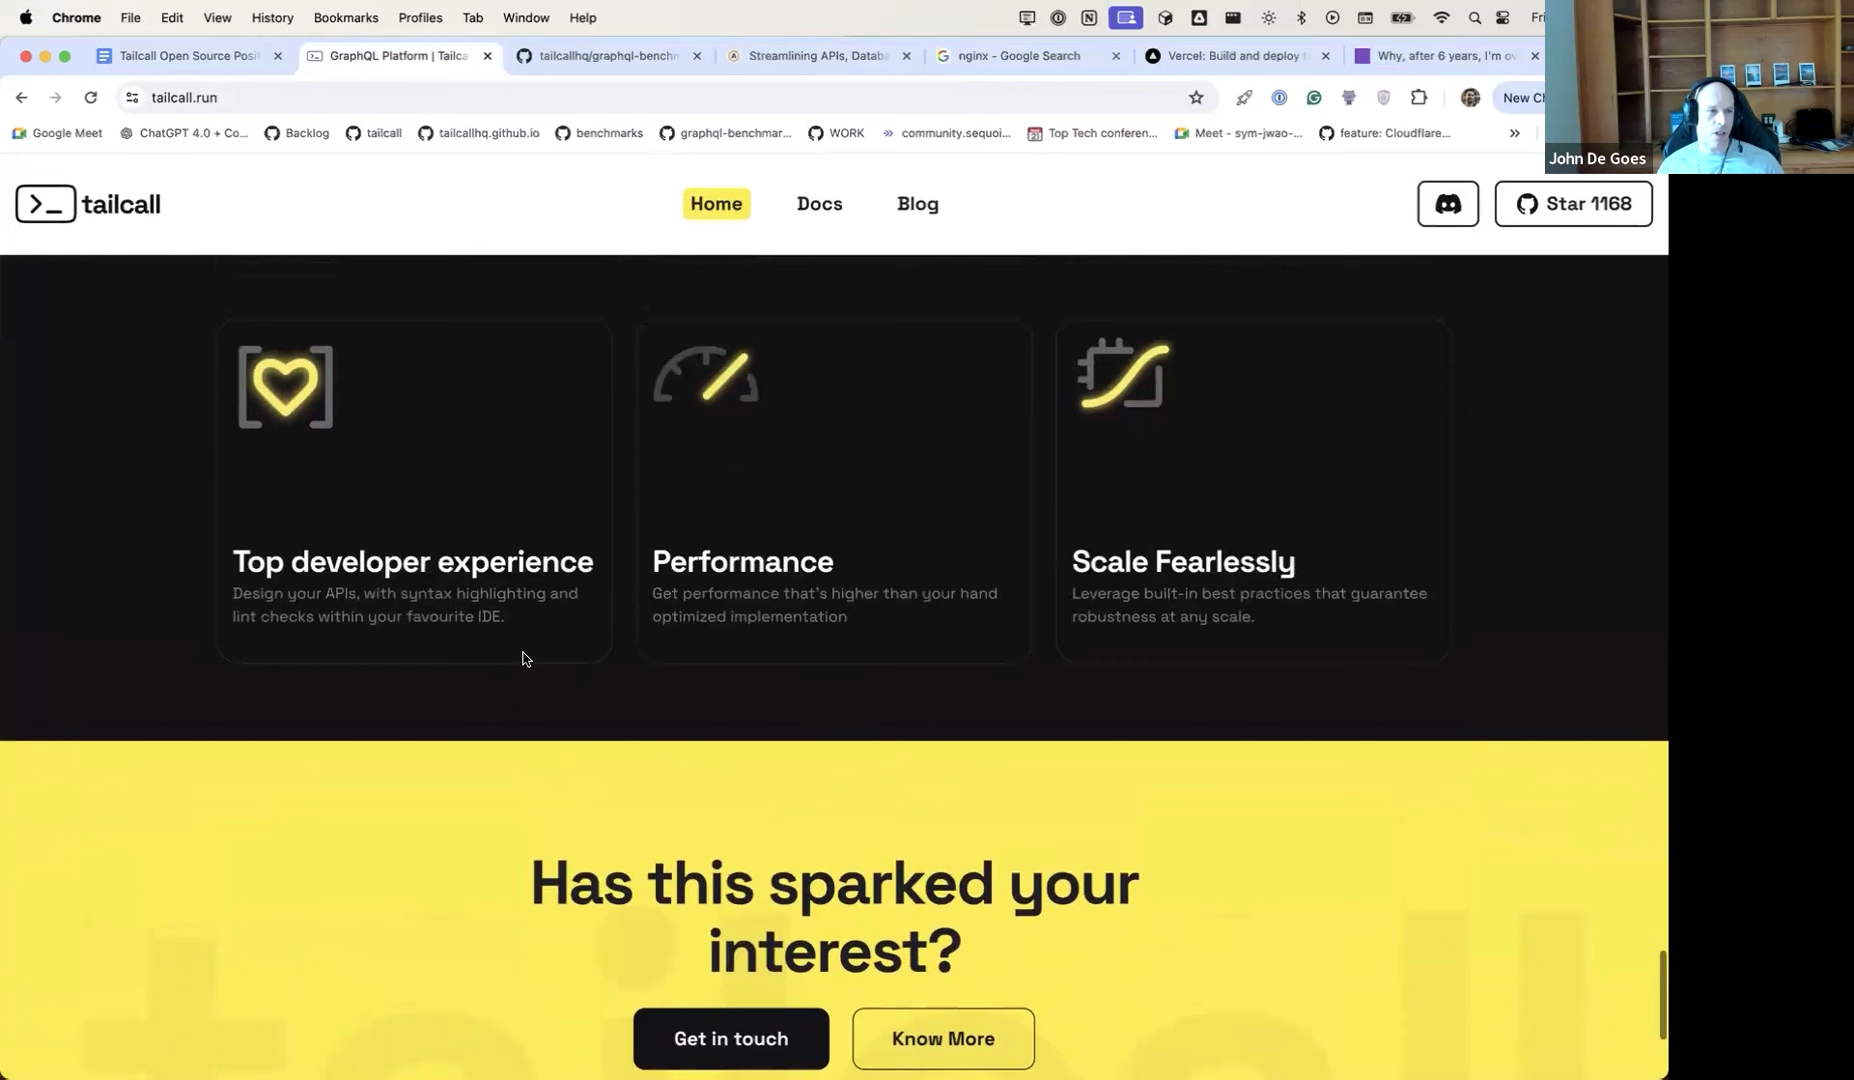 Chrome File Edit View History Bookmarks Profiles Tab Window Help
Tailcall Open Source Posit
GraphQL Platform | Tailca
tailcallhq/graphql-benchm
Streamlining APIs, Databa
nginx - Google Search
Vercel: Build and deploy t
Why, after 6 years, I'm ov
tailcall.run
New Ch
Google Meet
ChatGPT 4.0 + Co...
Backlog
tailcall
tailcallhq.github.io
benchmarks
graphql-benchmar...
WORK
community.sequoi...
Top Tech conferen...
Meet - sym-jwao-...
feature: Cloudflare...
John De Goes
tailcall
Home Docs Blog
Star 1168
Top developer experience
Design your APIs, with syntax highlighting and
lint checks within your favourite IDE.
Performance
Get performance that's higher than your hand
optimized implementation
Scale Fearlessly
Leverage built-in best practices that guarantee
robustness at any scale.
Has this sparked your
interest?
Get in touch
Know More